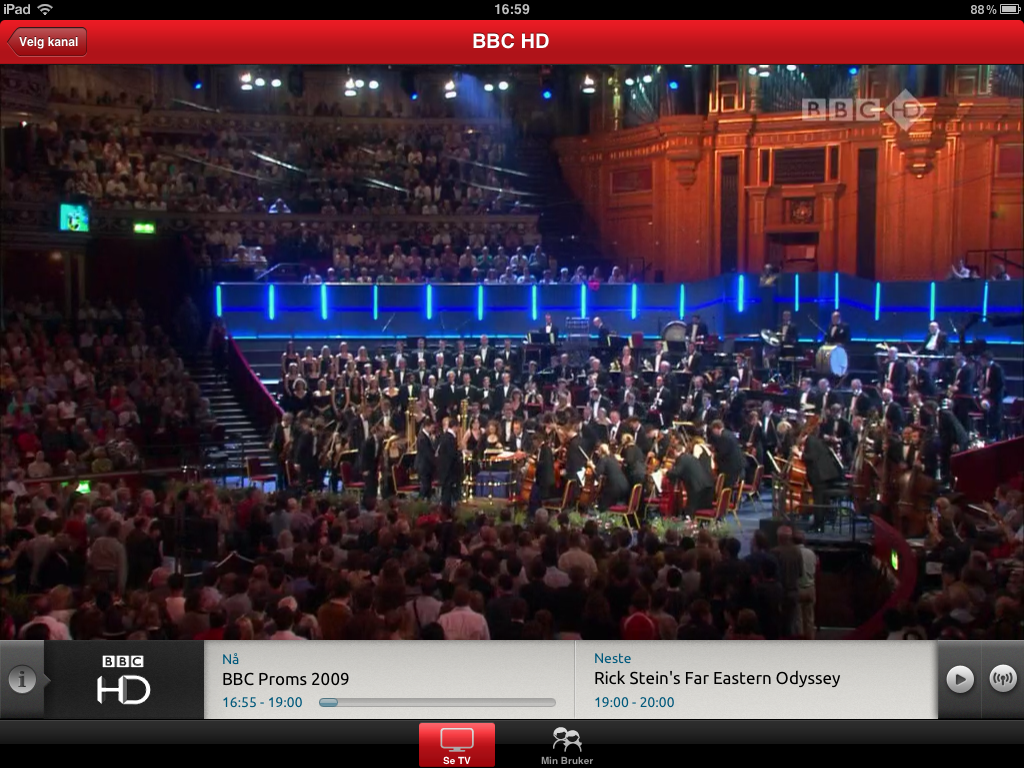 iPad 16:59 88 %
Velg kanal BBC HD
BBC HD
Nå
BBC Proms 2009
16:55 - 19:00
Neste
Rick Stein's Far Eastern Odyssey
19:00 - 20:00
BBC
HD
Se TV
Min Bruker